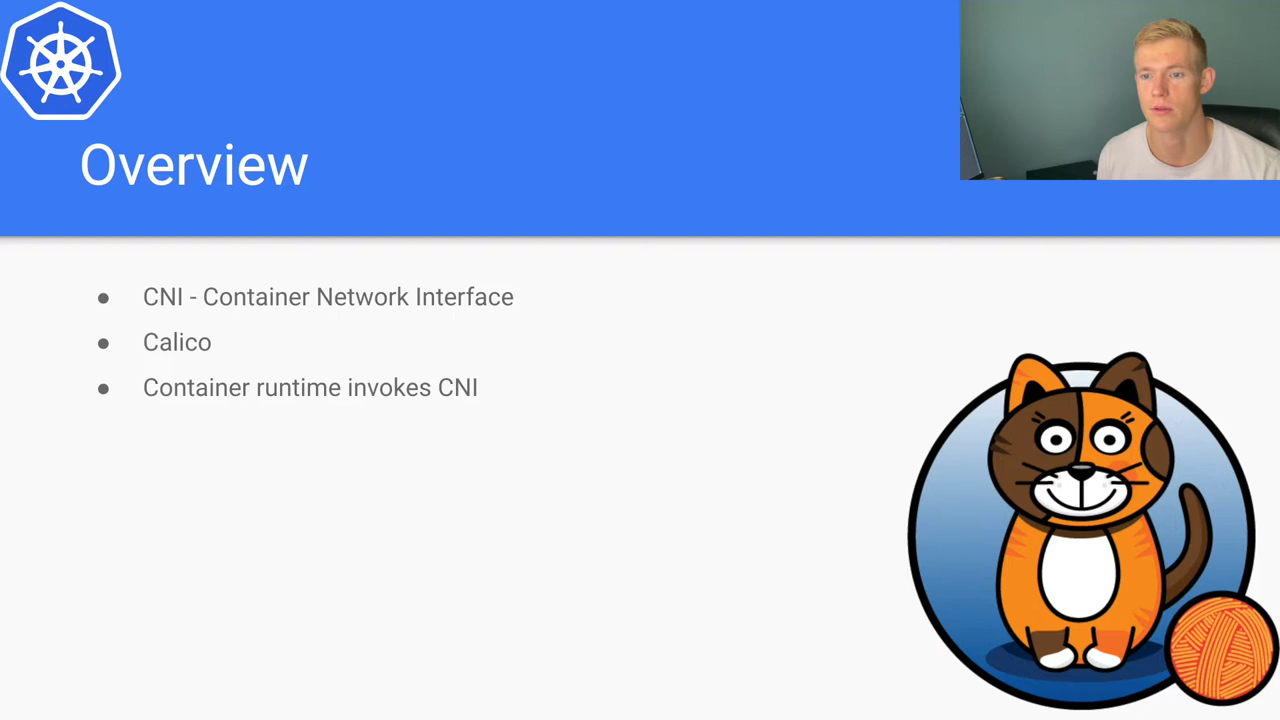 Overview
● CNI - Container Network Interface
● Calico
● Container runtime invokes CNI